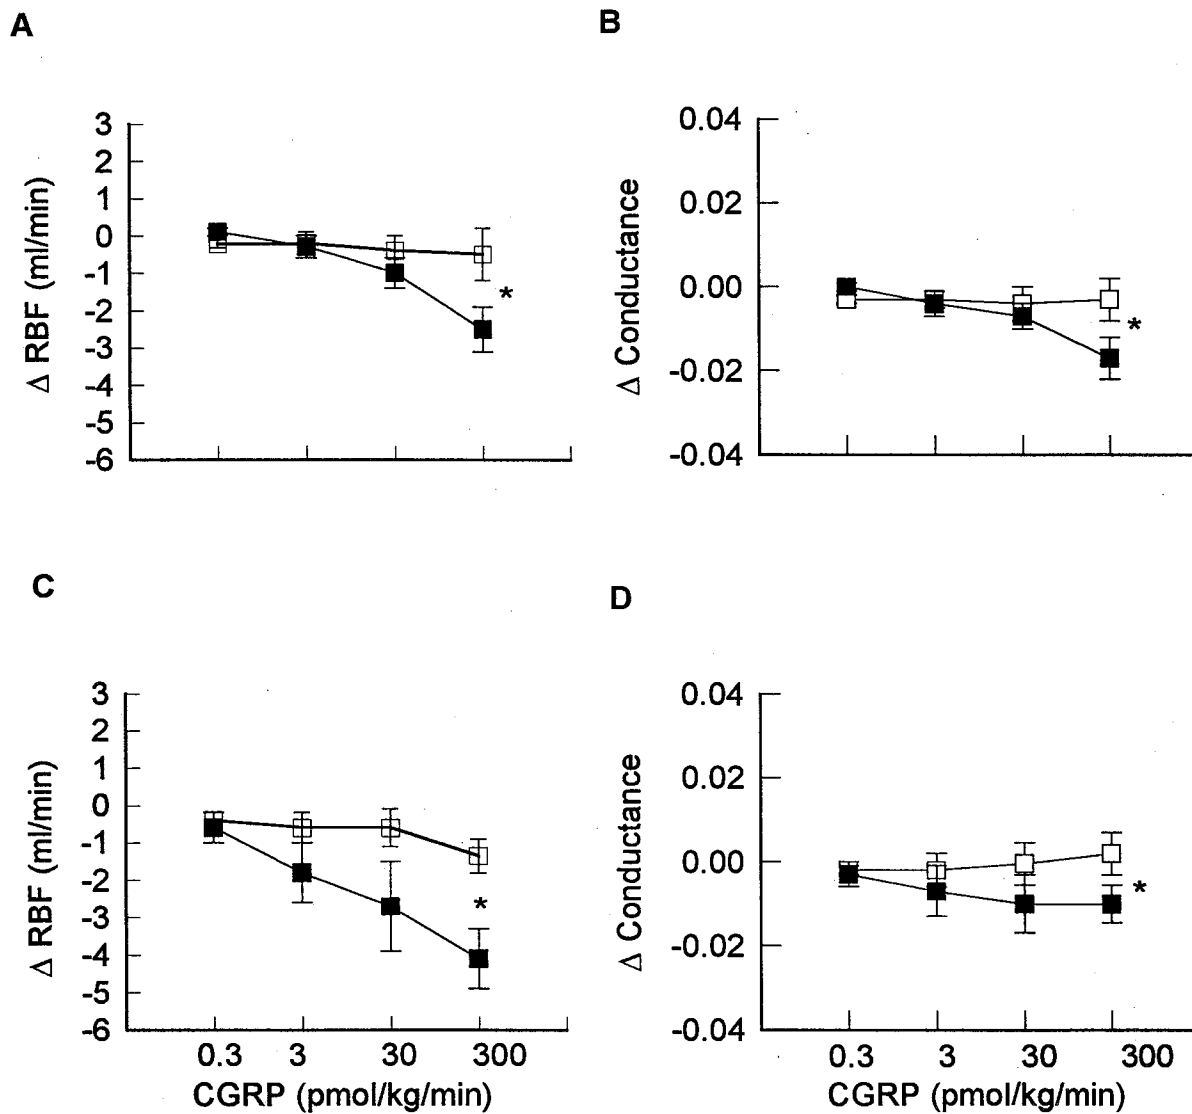 A
3
2
1
0
-1
-2
-3
-4
-5
-6
Δ RBF (ml/min)
*
B
0.04
0.02
0.00
-0.02
-0.04
Δ Conductance
*
C
3
2
1
0
-1
-2
-3
-4
-5
-6
Δ RBF (ml/min)
*
0.3 3 30 300
CGRP (pmol/kg/min)
D
0.04
0.02
0.00
-0.02
-0.04
Δ Conductance
*
0.3 3 30 300
CGRP (pmol/kg/min)